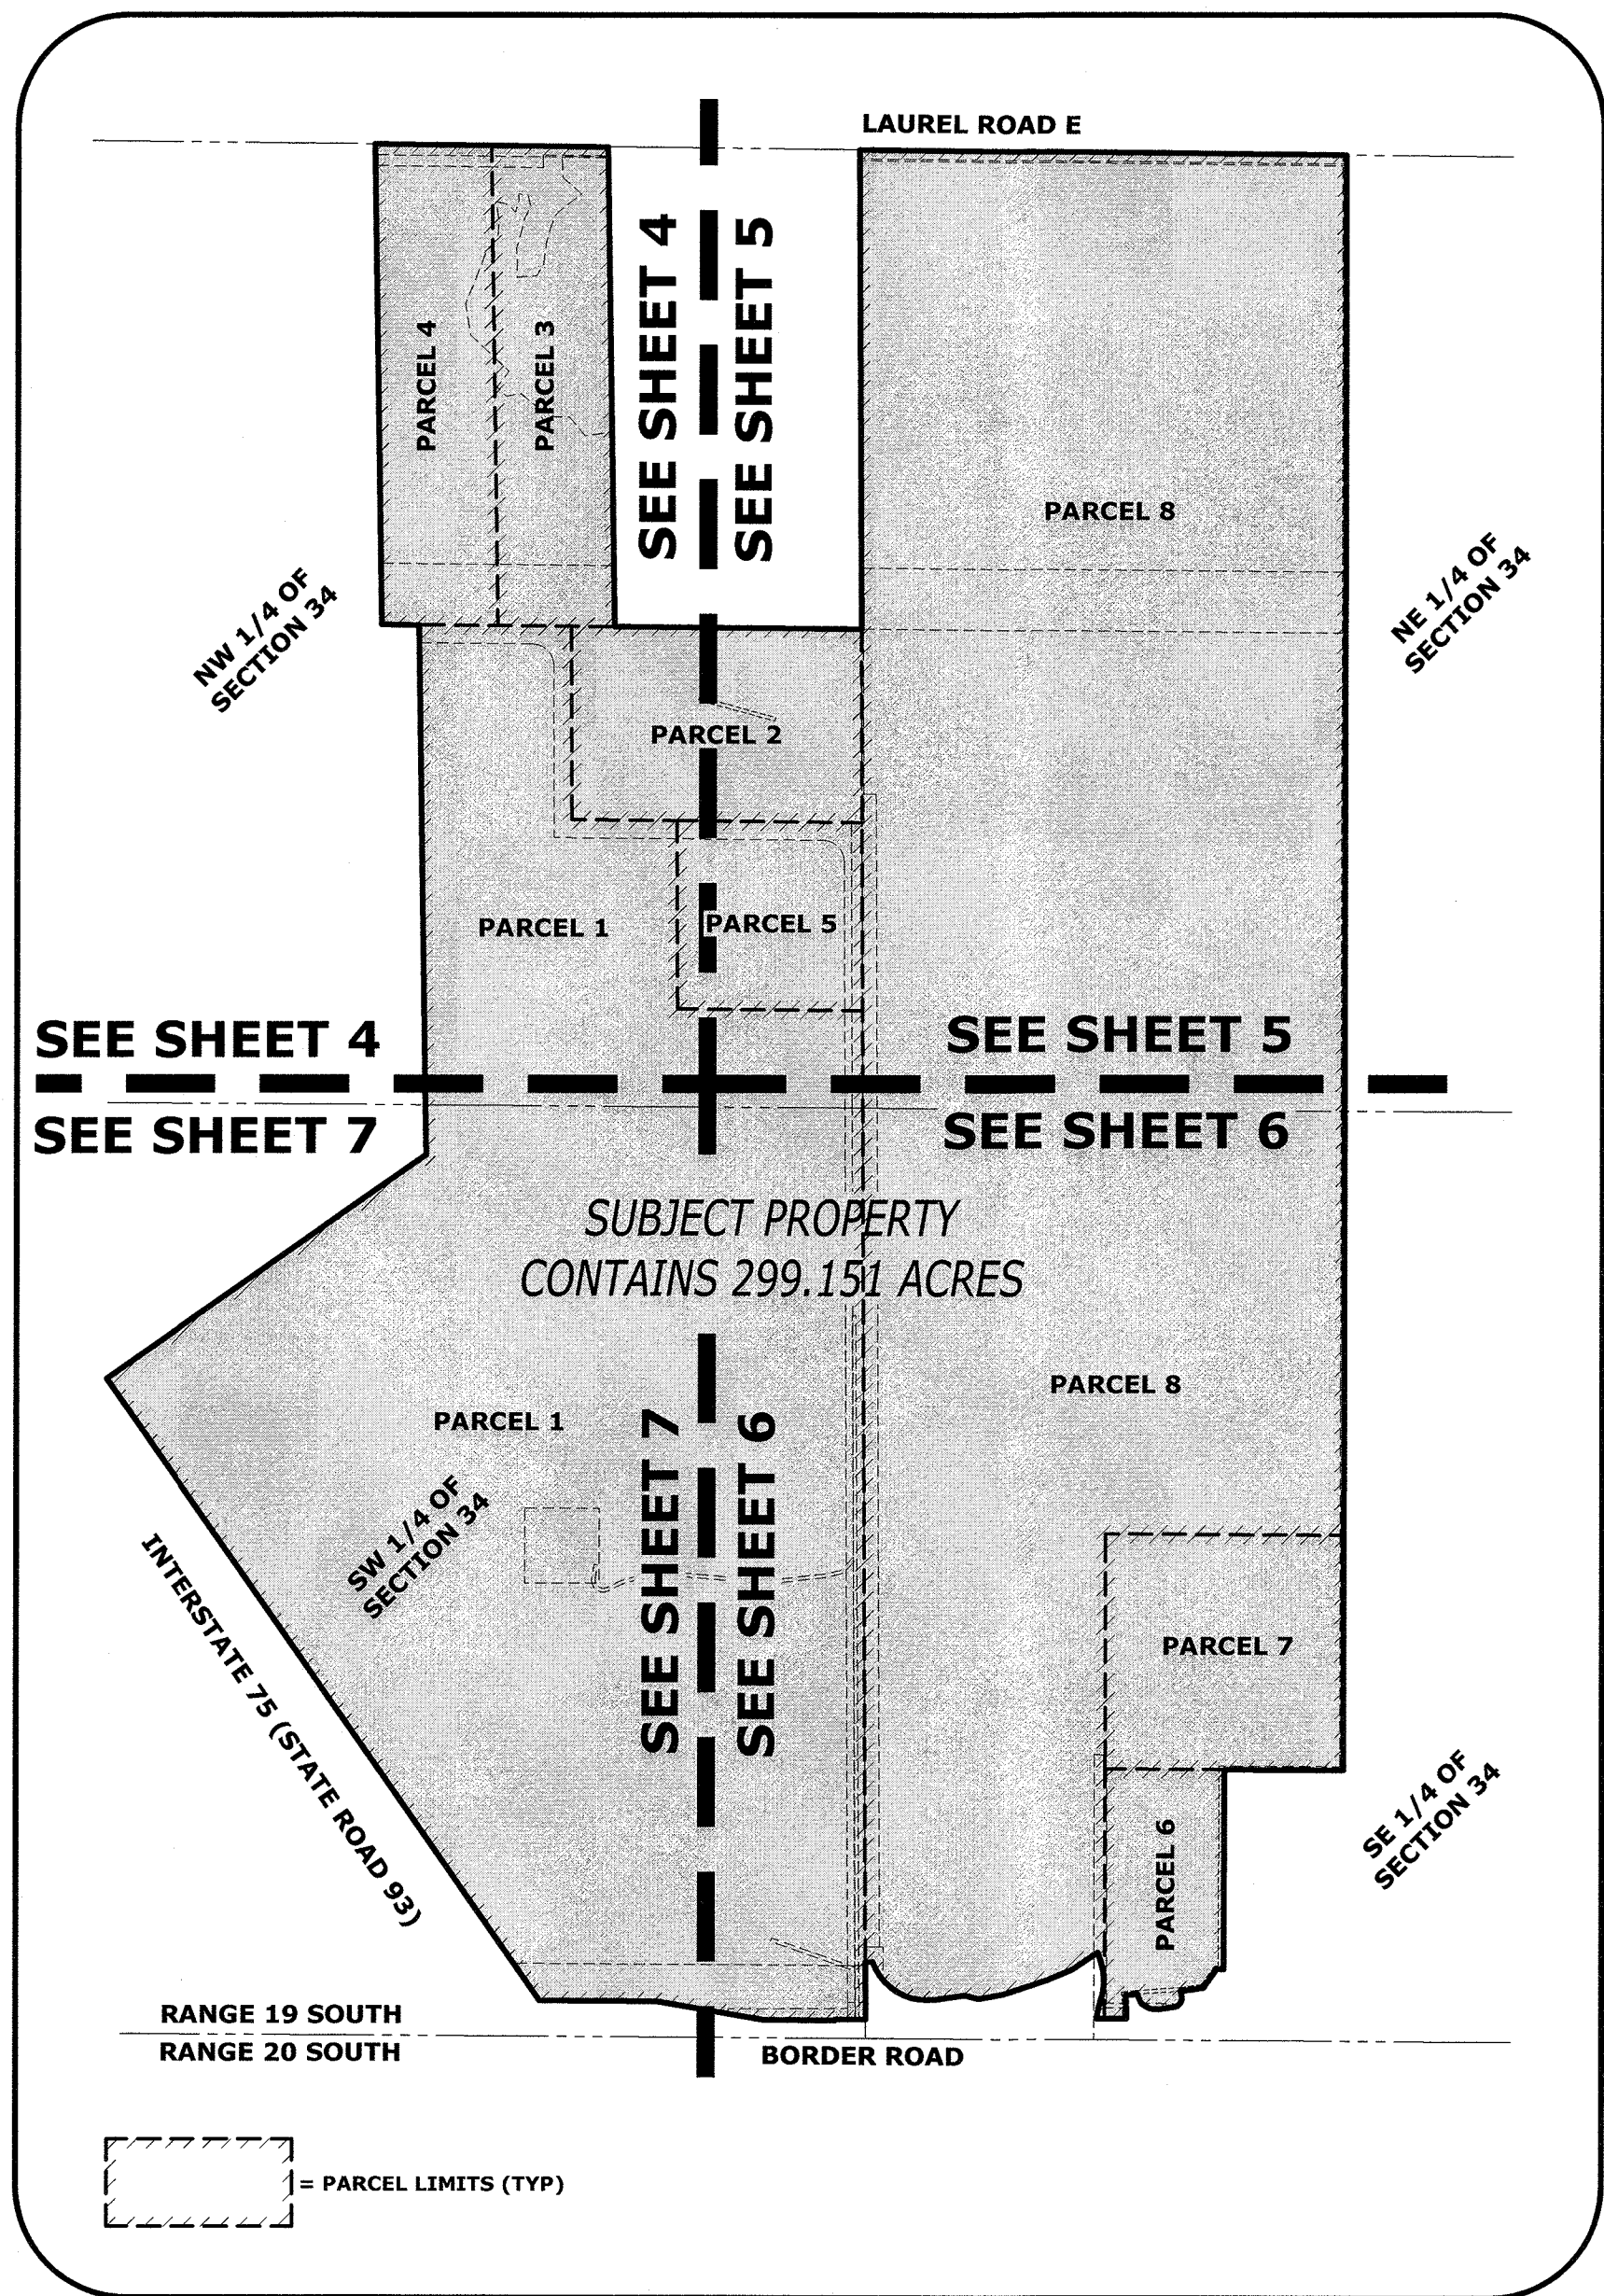 LAUREL ROAD E
SEE SHEET 4
SEE SHEET 5
PARCEL 4
PARCEL 3
PARCEL 8
NW 1/4 OF
SECTION 34
NE 1/4 OF
SECTION 34
PARCEL 2
PARCEL 1
PARCEL 5
SEE SHEET 4
SEE SHEET 5
SEE SHEET 7
SEE SHEET 6
SUBJECT PROPERTY
CONTAINS 299.151 ACRES
PARCEL 8
PARCEL 1
SEE SHEET 7
SEE SHEET 6
SW 1/4 OF
SECTION 34
INTERSTATE 75 (STATE ROAD 93)
PARCEL 7
PARCEL 6
SE 1/4 OF
SECTION 34
RANGE 19 SOUTH
RANGE 20 SOUTH
BORDER ROAD
= PARCEL LIMITS (TYP)